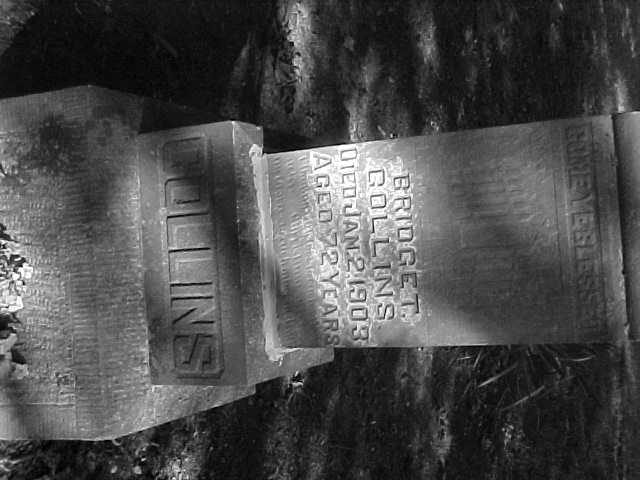 BRIDGET.
COLLINS.
DIED JAN. 2 1903
AGED 72 YEARS
COLLINS